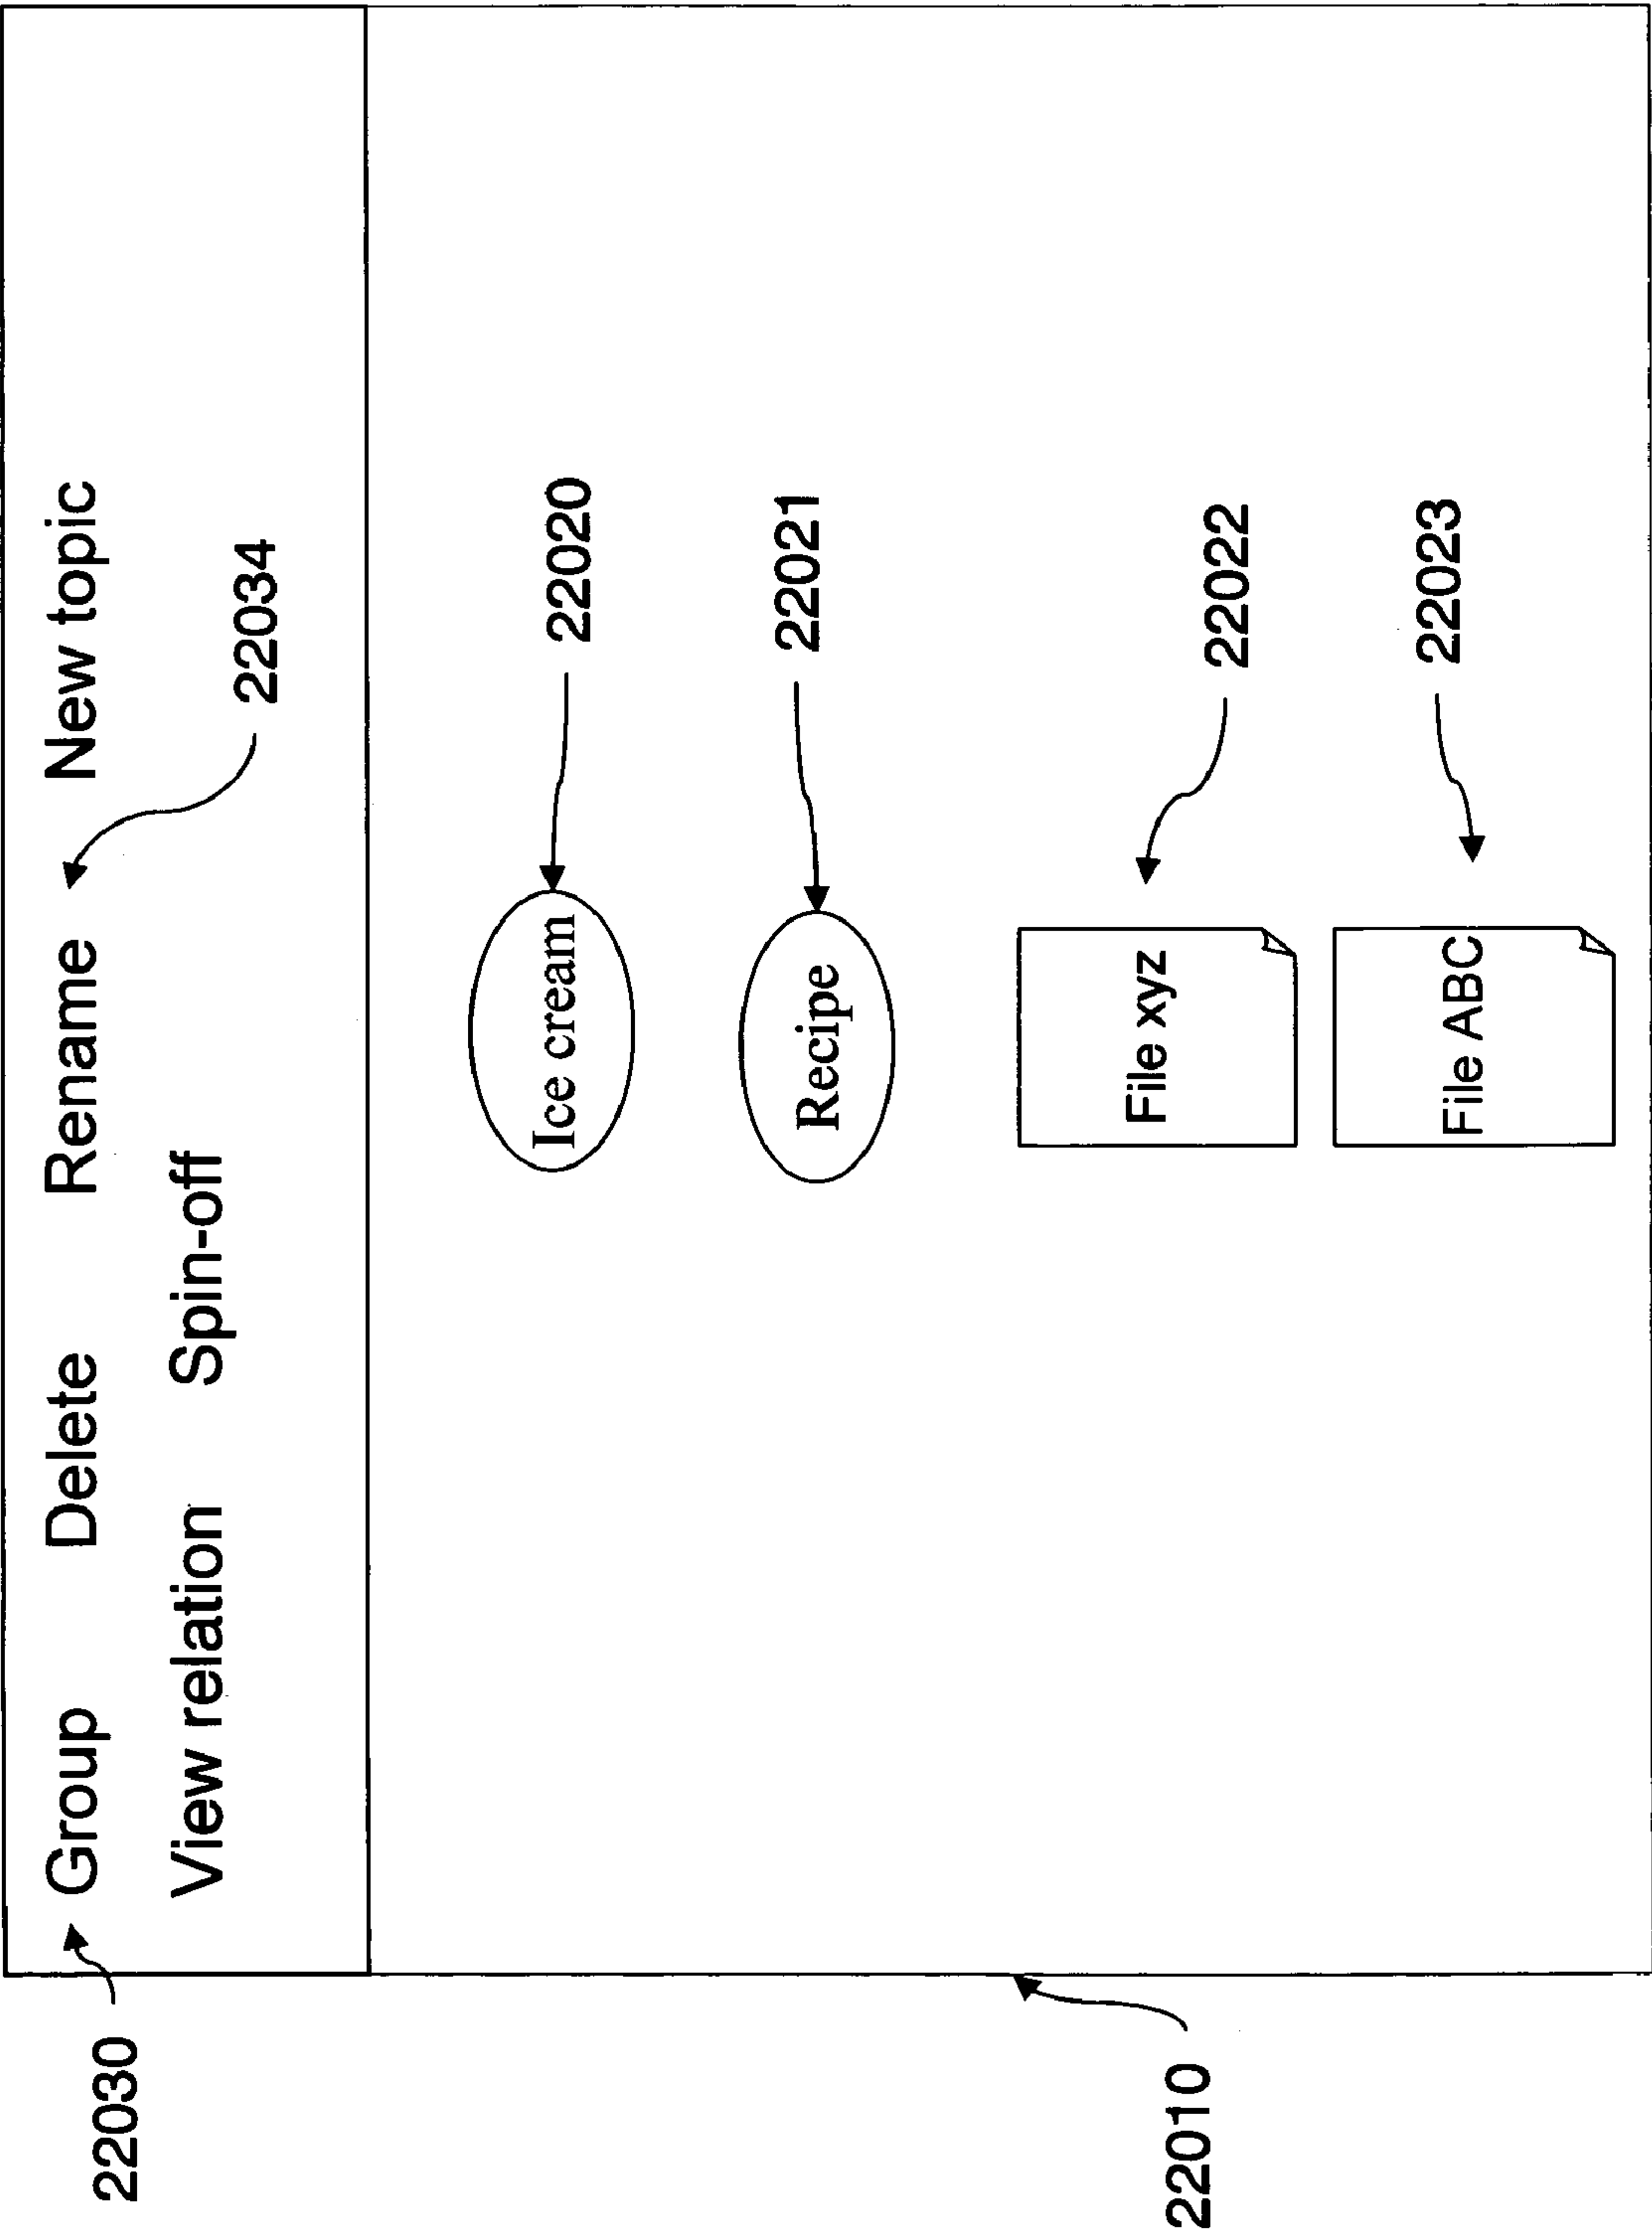 22030
Group Delete Rename New topic
22034
View relation Spin-off
Ice cream
22020
Recipe
22021
22010
File xyz
22022
File ABC
22023